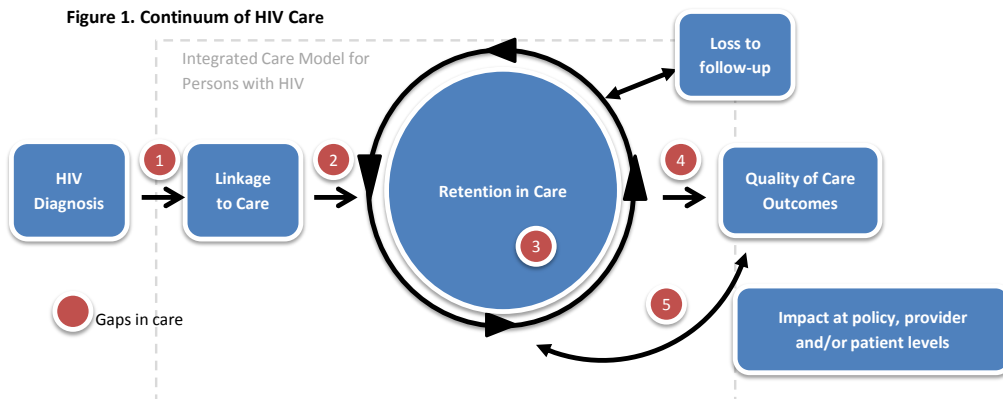 Figure 1. Continuum of HIV Care
Integrated Care Model for
Persons with HIV
Loss to
follow-up
HIV
Diagnosis
1
Linkage
to Care
2
Retention in Care
3
4
Quality of Care
Outcomes
5
Impact at policy, provider
and/or patient levels
Gaps in care